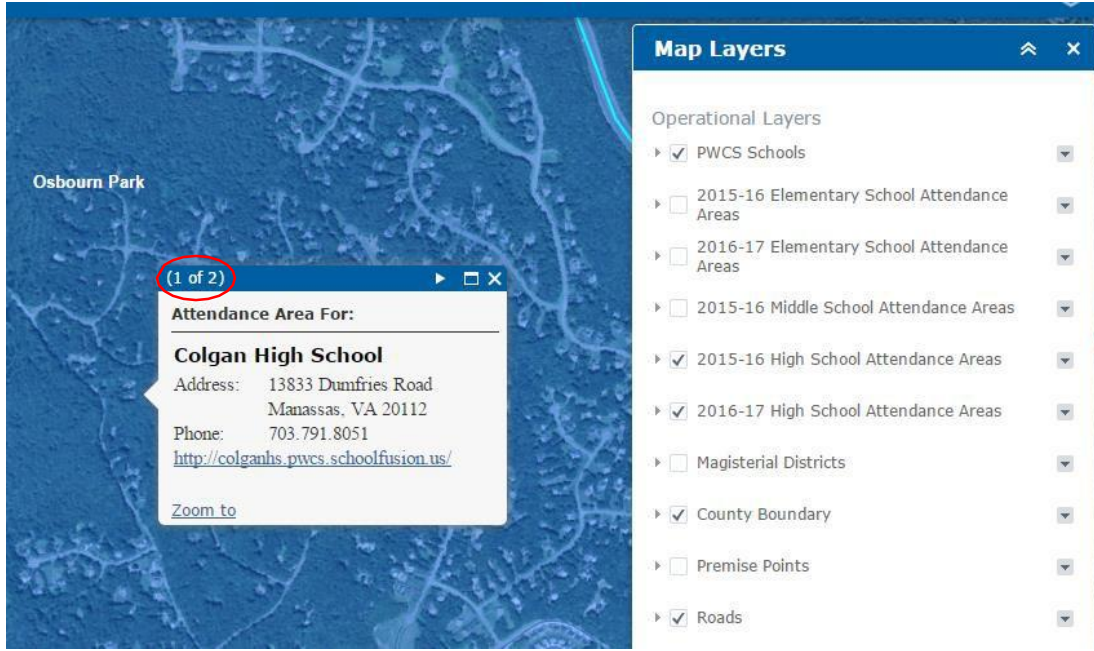 Osbourn Park
(1 of 2)
Attendance Area For:
Colgan High School
Address: 13833 Dumfries Road
Manassas, VA 20112
Phone: 703.791.8051
http://colganhs.pwcs.schoolfusion.us/
Zoom to
Map Layers
Operational Layers
PWCS Schools
2015-16 Elementary School Attendance
Areas
2016-17 Elementary School Attendance
Areas
2015-16 Middle School Attendance Areas
2015-16 High School Attendance Areas
2016-17 High School Attendance Areas
Magisterial Districts
County Boundary
Premise Points
Roads